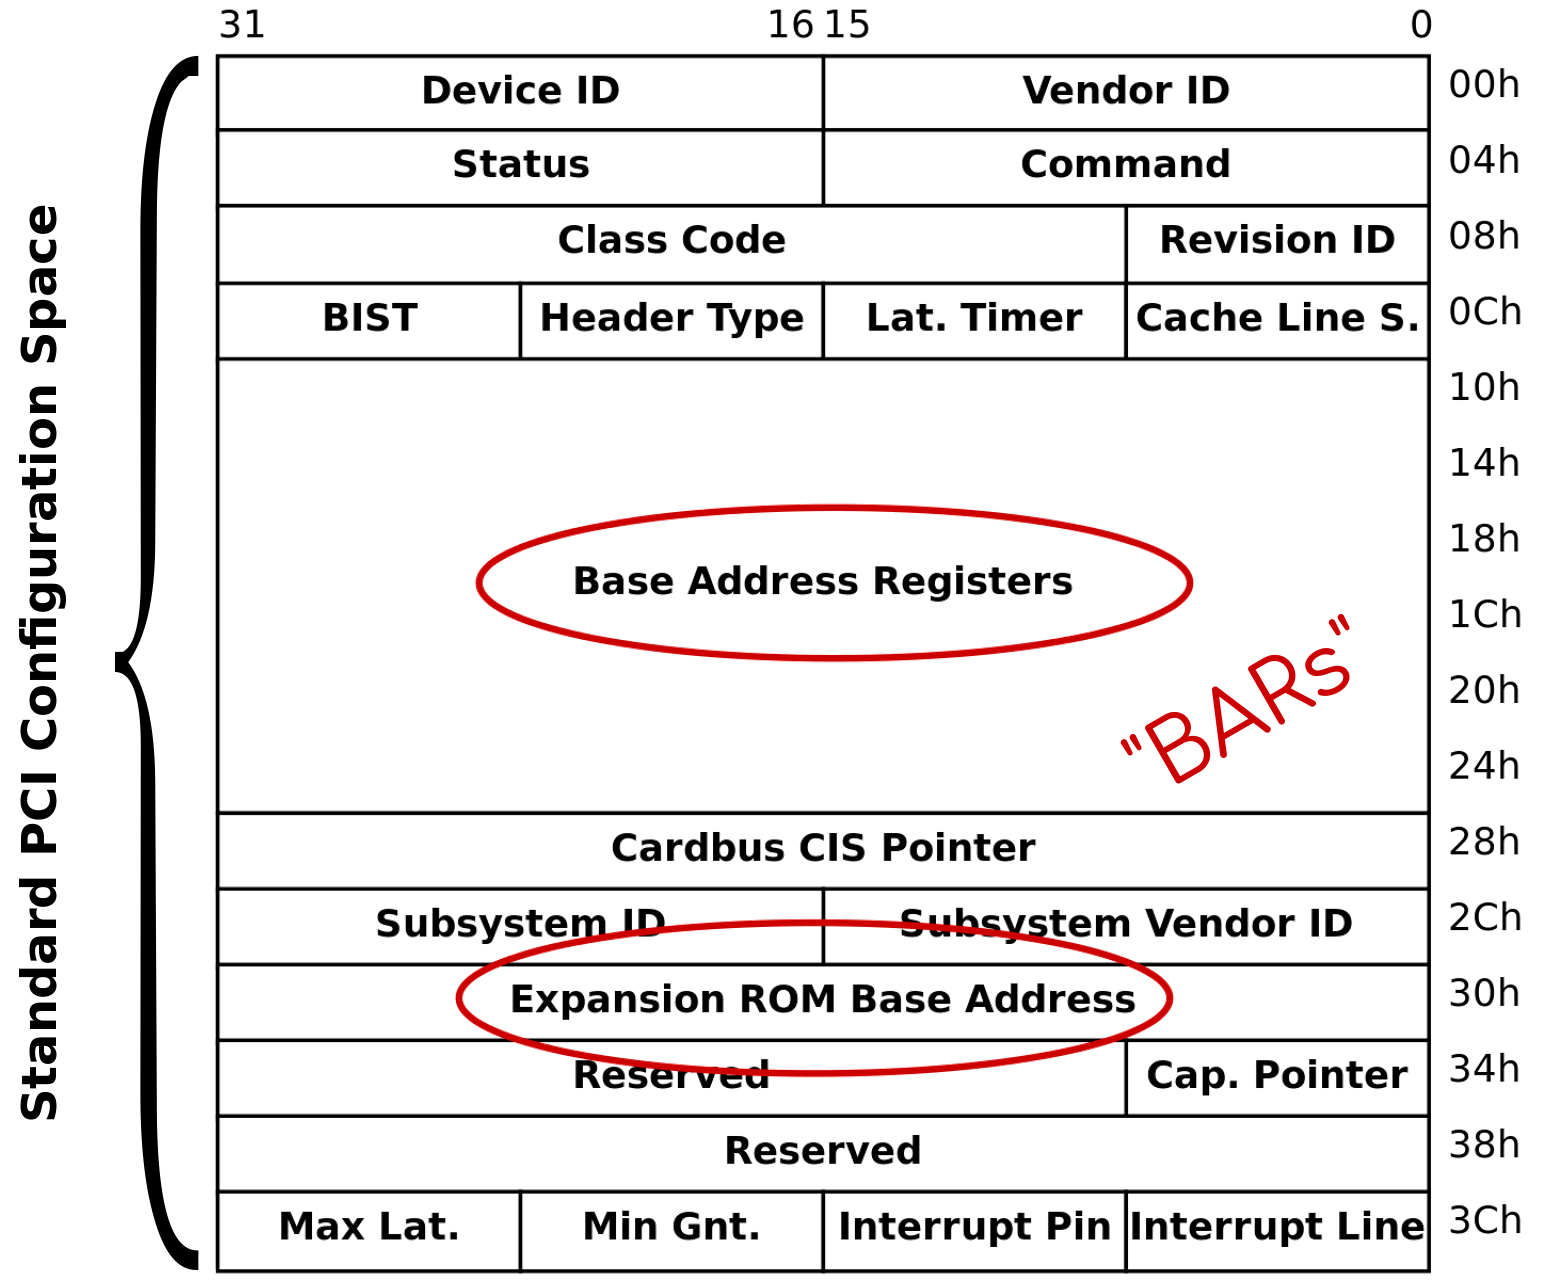 31 16 15 0
Device ID Vendor ID 00h
Status Command 04h
Class Code Revision ID 08h
BIST Header Type Lat. Timer Cache Line S. 0Ch
10h
14h
18h
Base Address Registers
1Ch
"BARs"
20h
24h
Cardbus CIS Pointer 28h
Subsystem ID Subsystem Vendor ID 2Ch
Expansion ROM Base Address 30h
Reserved Cap. Pointer 34h
Reserved 38h
Max Lat. Min Gnt. Interrupt Pin Interrupt Line 3Ch
Standard PCI Configuration Space